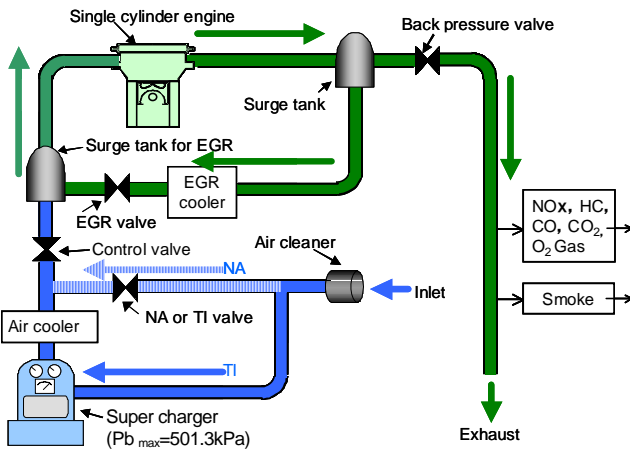 Single cylinder engine
Back pressure valve
Surge tank
Surge tank for EGR
EGR
cooler
EGR valve
NOx, HC,
CO, CO2,
O2 Gas
Control valve
Air cleaner
NA
Inlet
Smoke
Air cooler
NA or TI valve
TI
Super charger
(Pb max=501.3kPa)
Exhaust